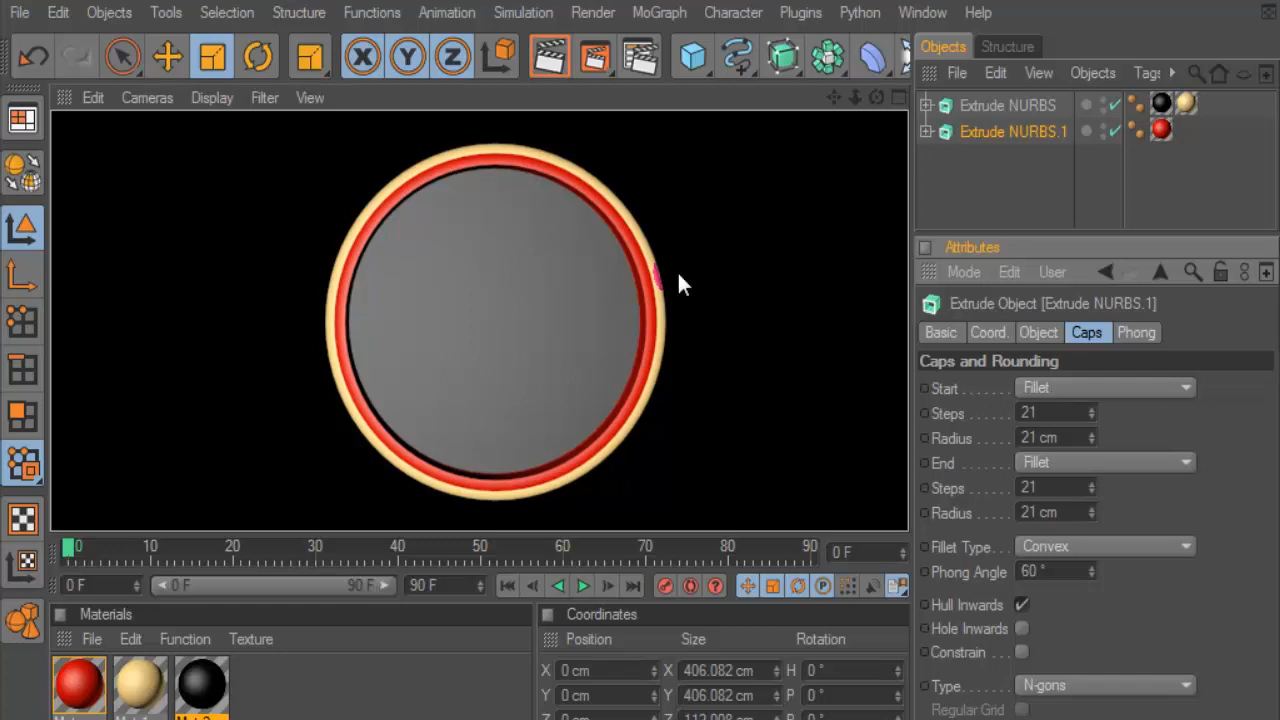 File Edit Objects Tools Selection Structure Functions Animation Simulation Render MoGraph Character Plugins Python Window Help
X Y Z
Objects Structure
File Edit View Objects Tags
Edit Cameras Display Filter View
Extrude NURBS
Extrude NURBS.1
Attributes
Mode Edit User
Extrude Object [Extrude NURBS.1]
Basic Coord. Object Caps Phong
Caps and Rounding
Start . . . . . . . Fillet
Steps 21
Radius . . . . . 21 cm
End . . . . . . . Fillet
Steps . . . . . 21
Radius . . . . . 21 cm
Fillet Type. . . Convex
Phong Angle 60 °
Hull Inwards
Hole Inwards
Constrain . . .
Type. . . . . . . N-gons
Regular Grid
0 10 20 30 40 50 60 70 80 90 0 F
0 F 0 F 90 F 90 F
Materials
File Edit Function Texture
Coordinates
Position Size Rotation
X 0 cm X 406.082 cm H 0 °
Y 0 cm Y 406.082 cm P 0 °